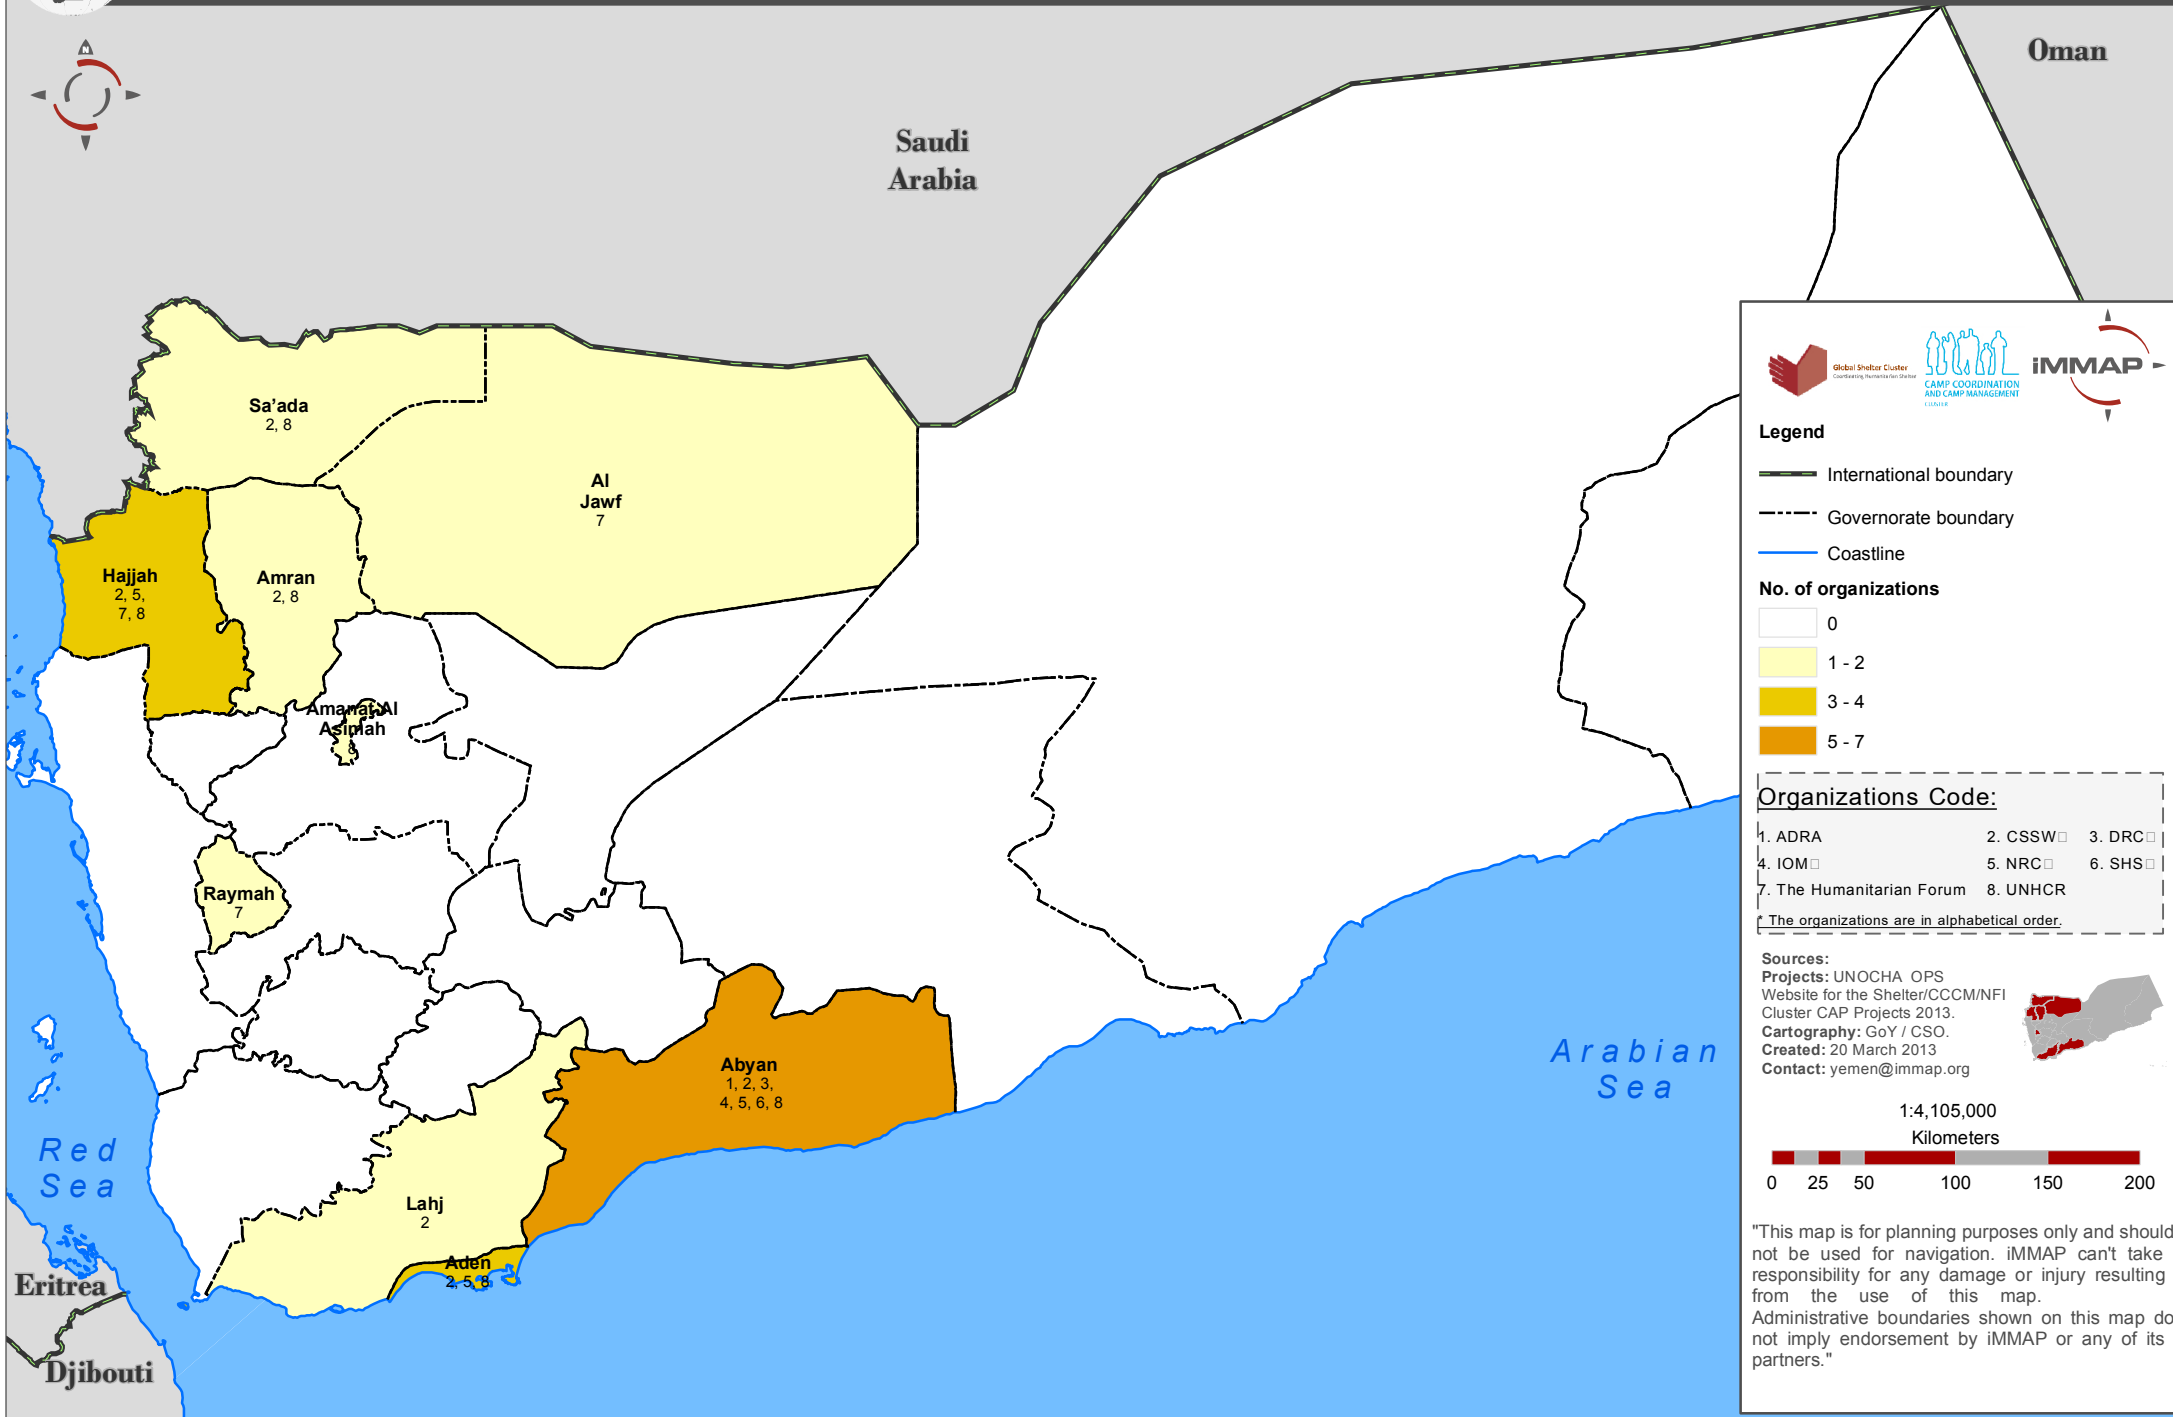 N
Oman
Saudi
Arabia
Sa'ada
2, 8
Al
Jawf
7
Hajjah
2, 5,
7, 8
Amran
2, 8
Amanat Al
Asimah
8
Raymah
7
Abyan
1, 2, 3,
4, 5, 6, 8
Lahj
2
Aden
2, 5, 8
Red
Sea
Arabian
Sea
Eritrea
Djibouti
Global Shelter Cluster
Coordinating Humanitarian Shelter
CAMP COORDINATION
AND CAMP MANAGEMENT
CLUSTER
iMMAP
Legend
International boundary
Governorate boundary
Coastline
No. of organizations
0
1 - 2
3 - 4
5 - 7
Organizations Code:
1. ADRA 2. CSSW 3. DRC
4. IOM 5. NRC 6. SHS
7. The Humanitarian Forum 8. UNHCR
* The organizations are in alphabetical order.
Sources:
Projects: UNOCHA OPS
Website for the Shelter/CCCM/NFI
Cluster CAP Projects 2013.
Cartography: GoY / CSO.
Created: 20 March 2013
Contact: yemen@immap.org
1:4,105,000
Kilometers
0 25 50 100 150 200
"This map is for planning purposes only and should
not be used for navigation. iMMAP can't take
responsibility for any damage or injury resulting
from the use of this map.
Administrative boundaries shown on this map do
not imply endorsement by iMMAP or any of its
partners."